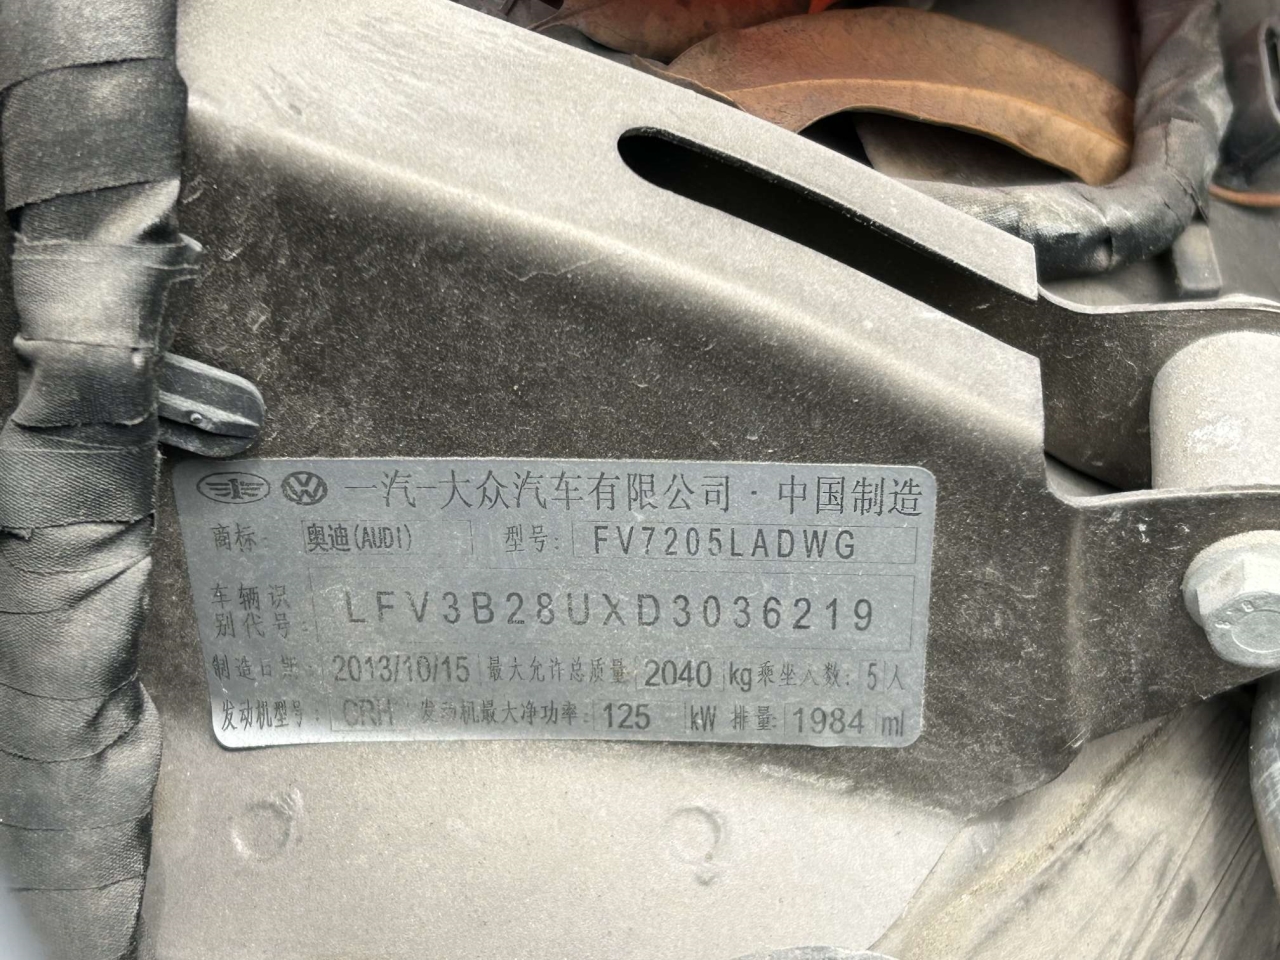 一汽-大众汽车有限公司·中国制造
商标: 奥迪(AUDI) 型号: FV7205LADWG
车辆识别代号: LFV3B28UXD3036219
制造日期: 2013/10/15 最大允许总质量 2040 kg 乘坐人数: 5人
发动机型号: CRH 发动机最大净功率: 125 kW 排量: 1984 ml